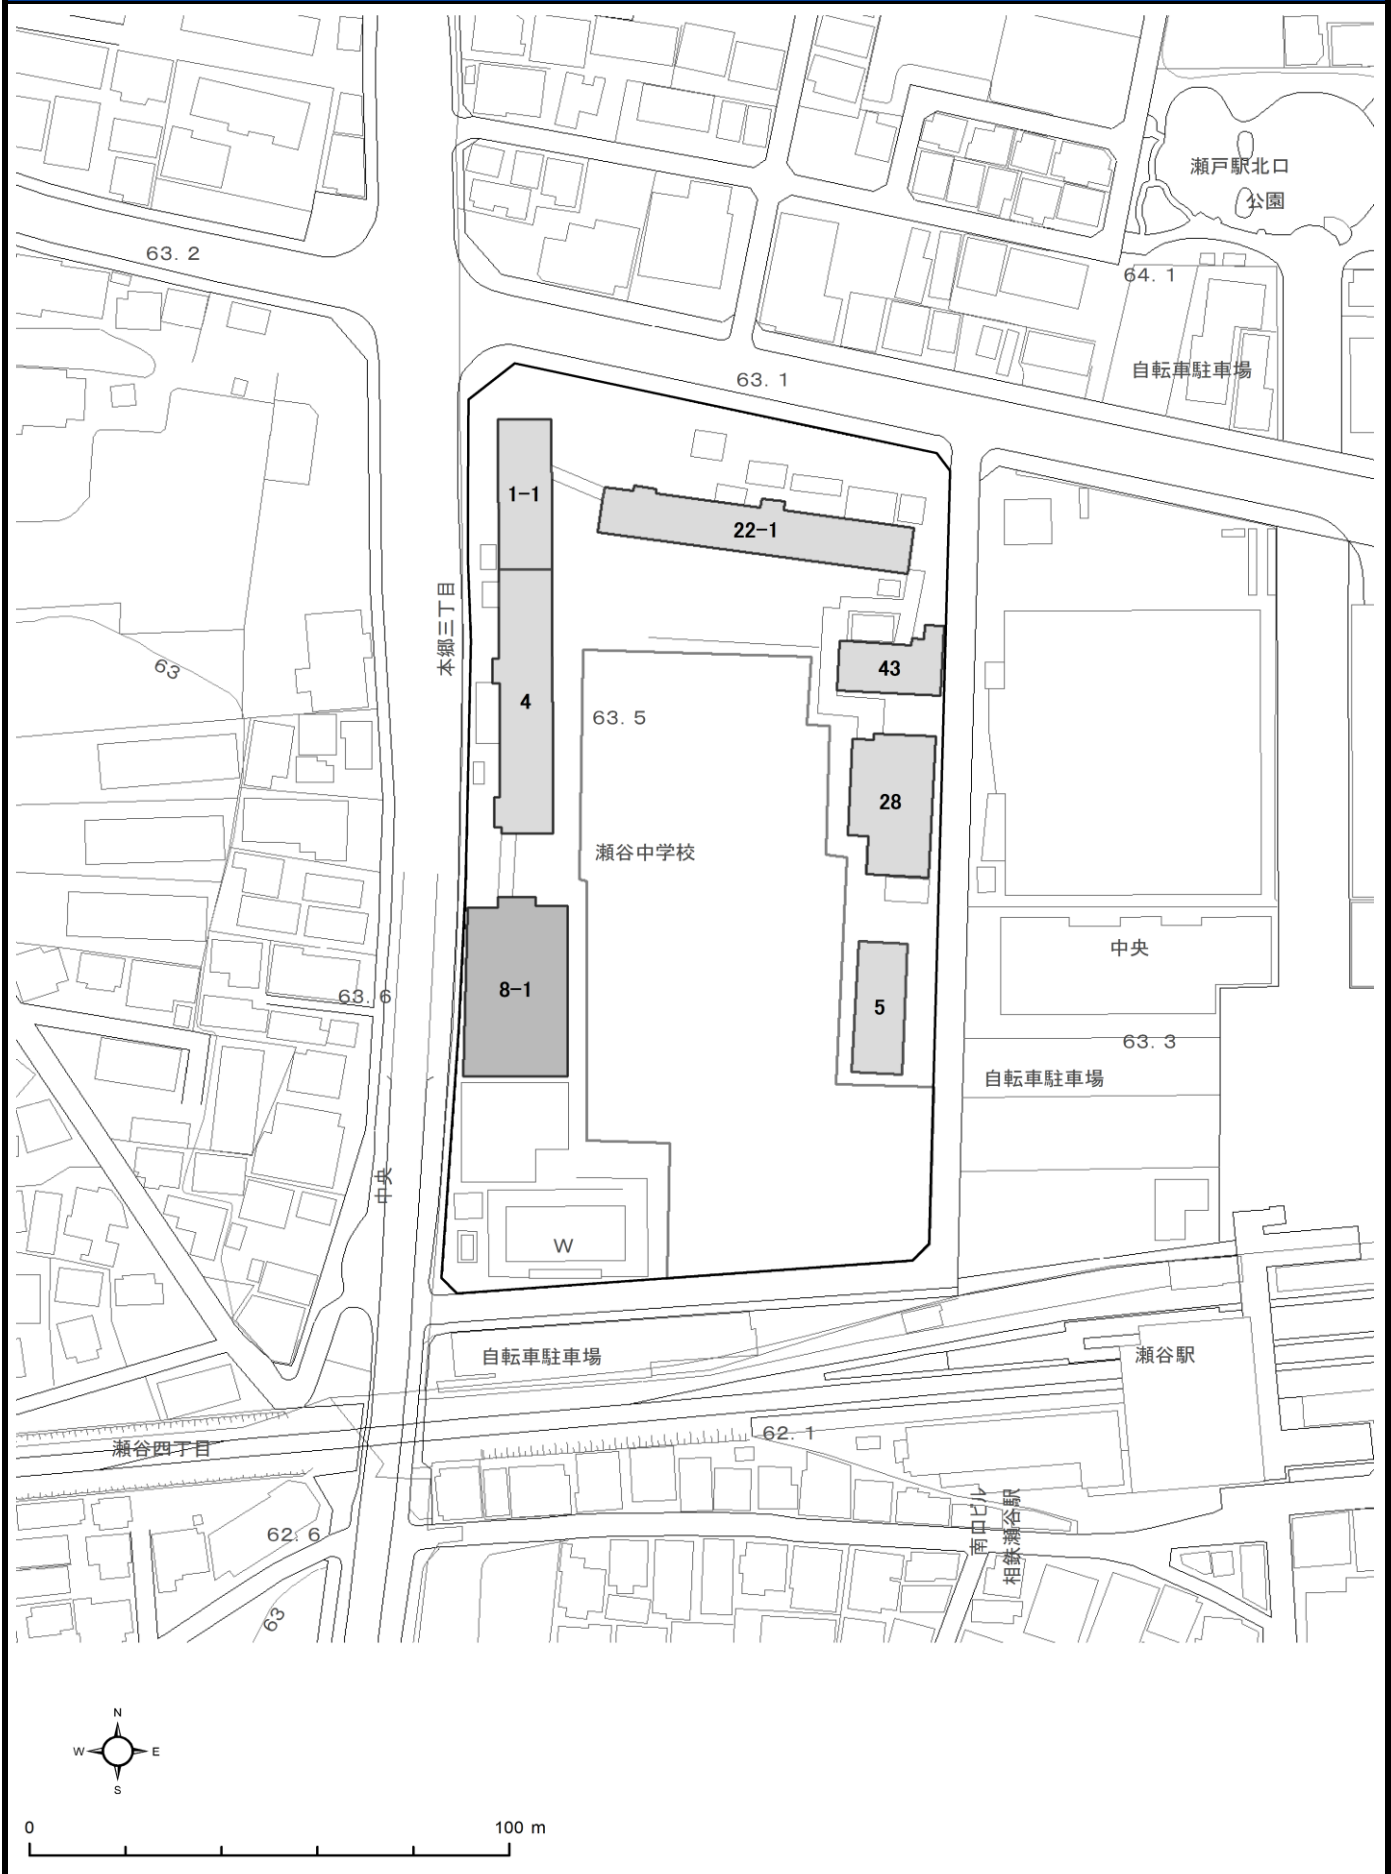 瀬戸駅北口
公園
63. 2
64. 1
自転車駐車場
63. 1
1-1
22-1
本郷三丁目
63
43
4
63. 5
28
瀬谷中学校
中央
63. 6
8-1
5
63. 3
自転車駐車場
中央
W
自転車駐車場
瀬谷駅
62. 1
瀬谷四丁目
62. 6
南口ビル
相鉄瀬谷駅
63
N
W E
S
0 100 m